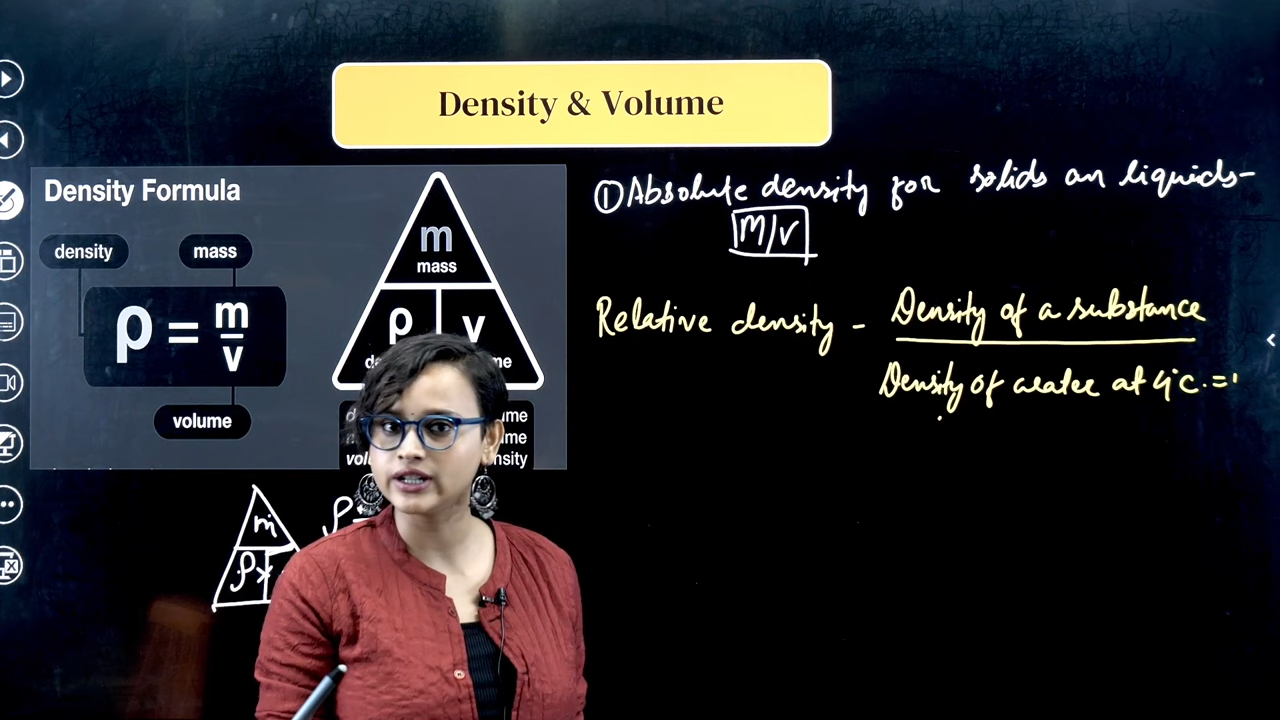 Density & Volume
Density Formula
density
mass
ρ = m
v
volume
m
mass
ρ
v
① Absolute density for solids an liquids-
m/v
Relative density - Density of a substance
Density of water at 4°C. =
m
ρ
ρ